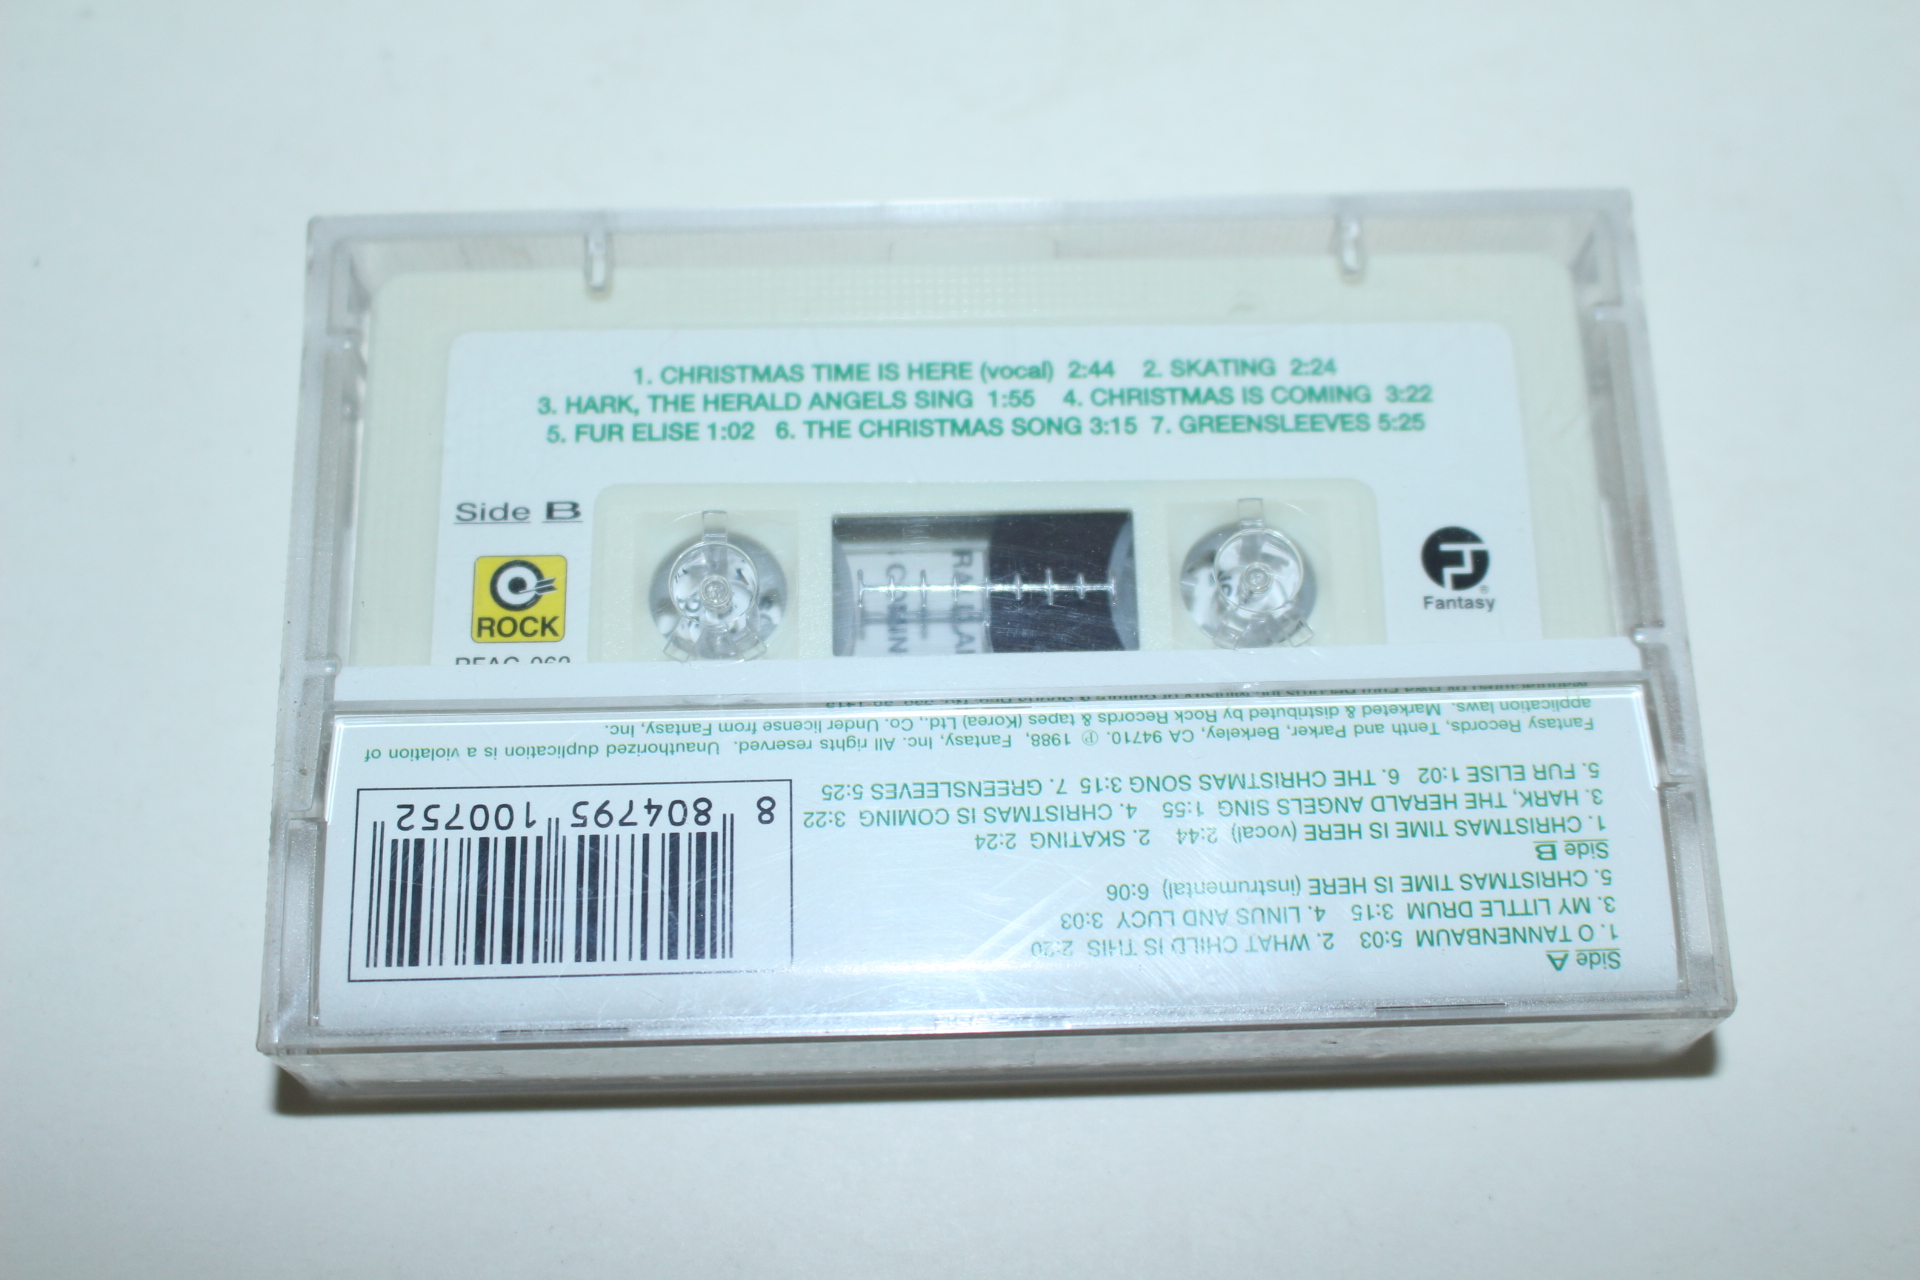 1. CHRISTMAS TIME IS HERE (vocal) 2:44 2. SKATING 2:24
3. HARK, THE HERALD ANGELS SING 1:55 4. CHRISTMAS IS COMING 3:22
5. FUR ELISE 1:02 6. THE CHRISTMAS SONG 3:15 7. GREENSLEEVES 5:25
Side B
ROCK
Fantasy
Side A
1. O TANNENBAUM 5:03 2. WHAT CHILD IS THIS 2:20
3. MY LITTLE DRUM 3:15 4. LINUS AND LUCY 3:03
5. CHRISTMAS TIME IS HERE (instrumental) 6:06
Side B
1. CHRISTMAS TIME IS HERE (vocal) 2:44 2. SKATING 2:24
3. HARK, THE HERALD ANGELS SING 1:55 4. CHRISTMAS IS COMING 3:22
5. FUR ELISE 1:02 6. THE CHRISTMAS SONG 3:15 7. GREENSLEEVES 5:25
8 804795 100752
Fantasy Records, Tenth and Parker, Berkeley, CA 94710. ℗ 1988, Fantasy, Inc. All rights reserved. Unauthorized duplication is a violation of
application laws. Marketed & distributed by Rock Records & tapes (Korea) Ltd., Co. Under license from Fantasy, Inc.